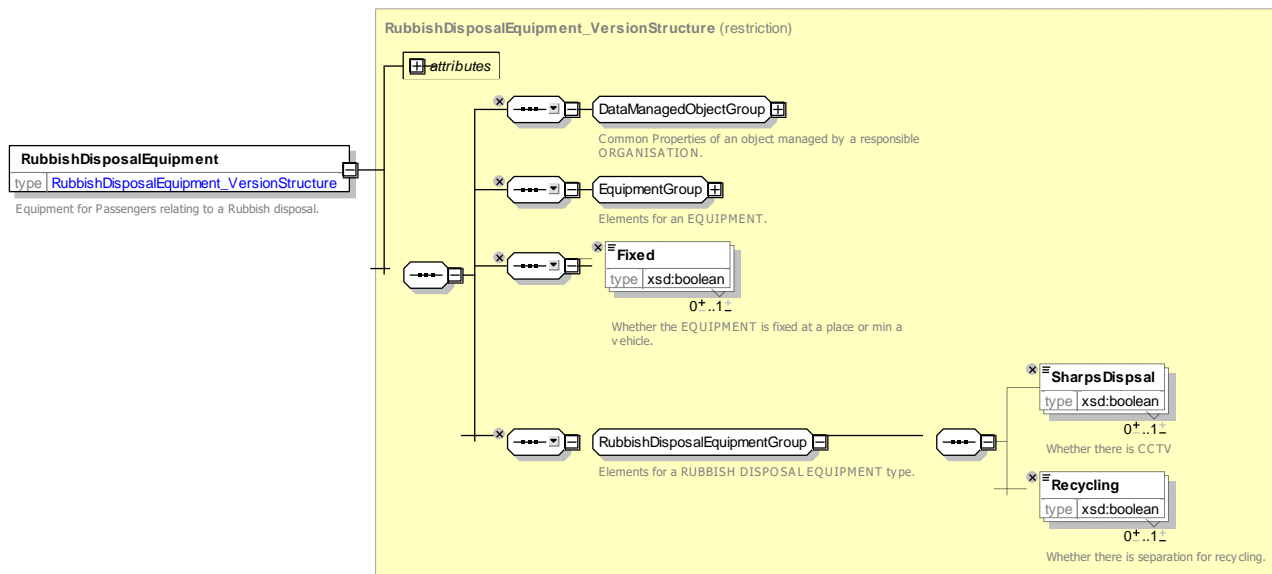 RubbishDisposalEquipment_VersionStructure (restriction)
attributes
DataManagedObjectGroup
Common Properties of an object managed by a responsible
ORGANISATION.
RubbishDisposalEquipment
type RubbishDisposalEquipment_VersionStructure
Equipment for Passengers relating to a Rubbish disposal.
EquipmentGroup
Elements for an EQUIPMENT.
Fixed
type xsd:boolean
0..1
Whether the EQUIPMENT is fixed at a place or min a
vehicle.
RubbishDisposalEquipmentGroup
Elements for a RUBBISH DISPOSAL EQUIPMENT type.
SharpsDispsal
type xsd:boolean
0..1
Whether there is CCTV
Recycling
type xsd:boolean
0..1
Whether there is separation for recycling.